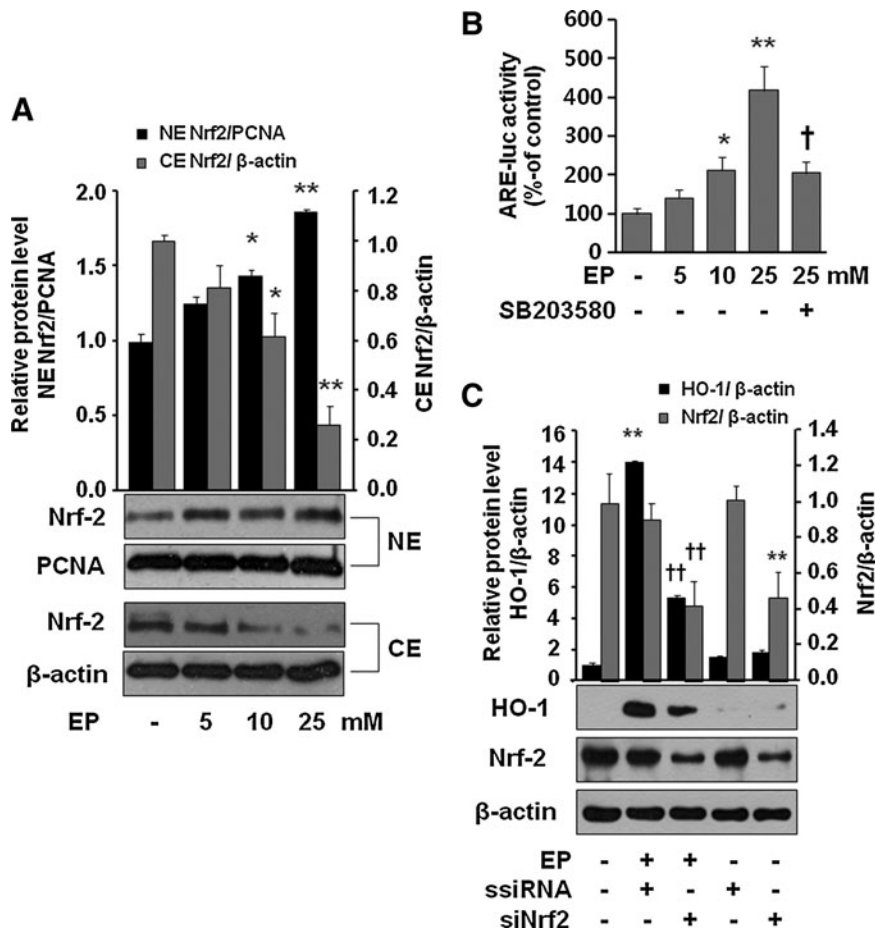 A
NE Nrf2/PCNA
CE Nrf2/ β-actin
Relative protein level
NE Nrf2/PCNA
2.0
1.5
1.0
0.5
0.0
* **
* **
1.2
1.0
0.8
0.6
0.4
0.2
0.0
CE Nrf2/β-actin
Nrf-2
PCNA
NE
Nrf-2
β-actin
CE
EP - 5 10 25 mM
B
ARE-luc activity
(%-of control)
600
500
400
300
200
100
0
* ** †
EP - 5 10 25 25 mM
SB203580 - - - - +
C
HO-1/ β-actin
Nrf2/ β-actin
Relative protein level
HO-1/β-actin
16
14
12
10
8
6
4
2
0
** †† †† **
1.4
1.2
1.0
0.8
0.6
0.4
0.2
0.0
Nrf2/β-actin
HO-1
Nrf-2
β-actin
EP - + + - -
ssiRNA - + - + -
siNrf2 - - + - +